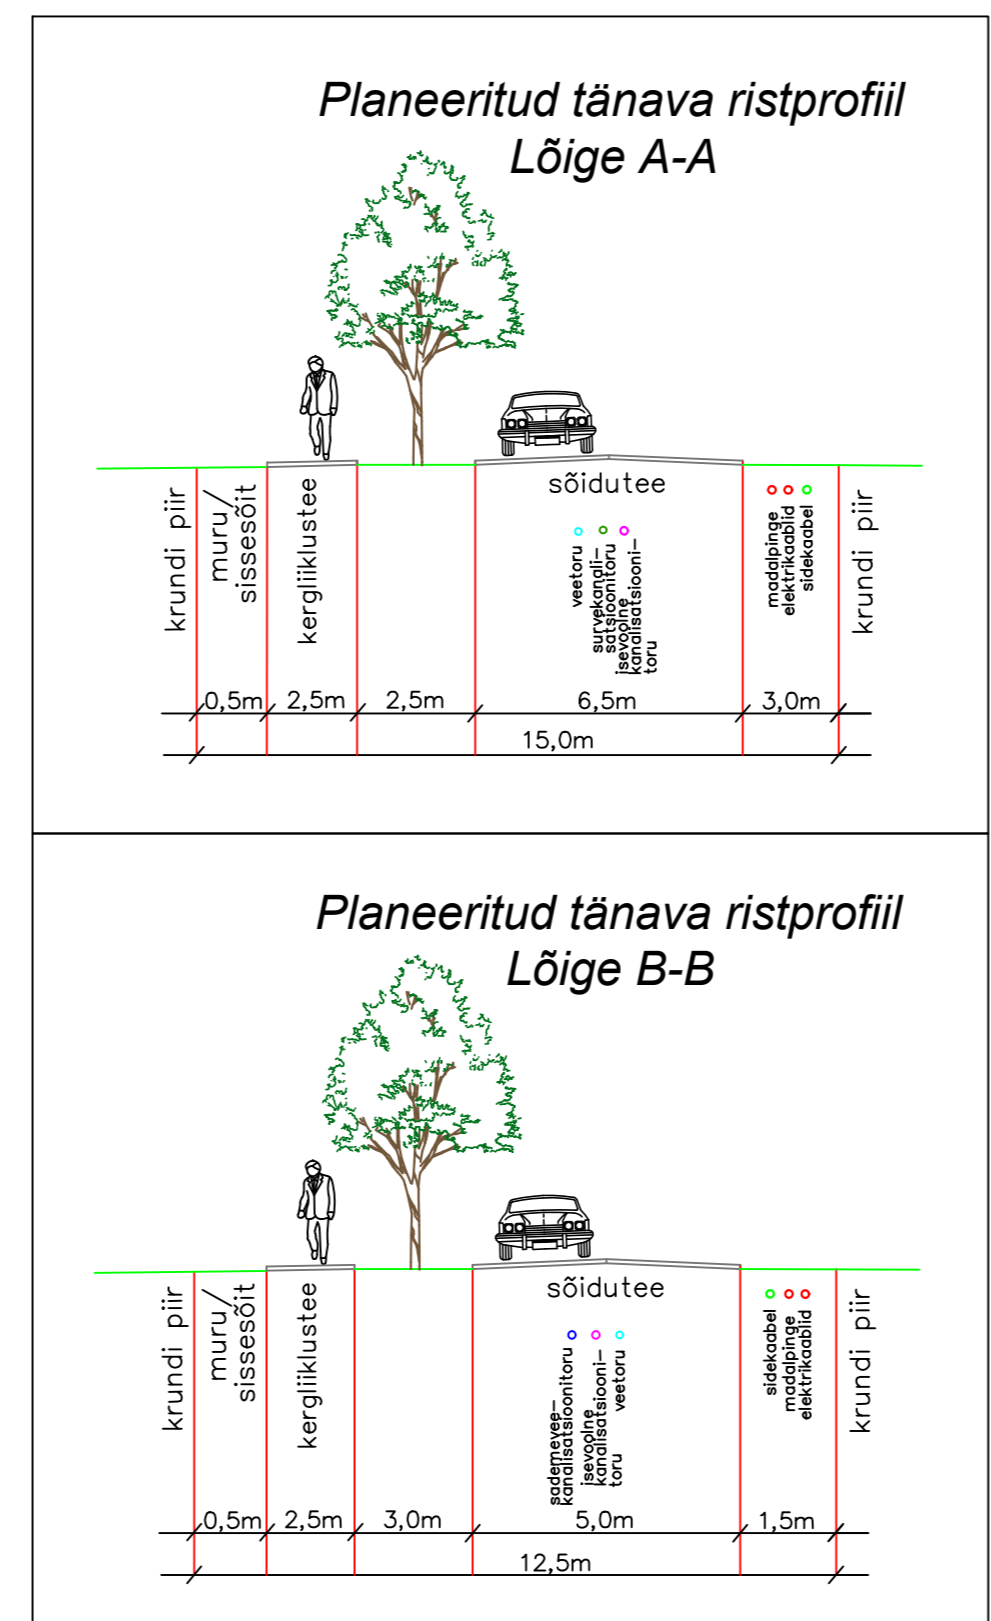 Planeeritud tänava ristprofiil
Lõige A-A
krundi piir
muru/
sissesõit
kergliiklustee
sõidutee
veetoru
survekanali-
satsioonitoru
isevoolne
kanalisatsiooni-
toru
madalpinge
elektrikaablid
sidekaabel
krundi piir
0,5m
2,5m
2,5m
6,5m
3,0m
15,0m
Planeeritud tänava ristprofiil
Lõige B-B
krundi piir
muru/
sissesõit
kergliiklustee
sõidutee
sademevee-
kanalisatsioonitoru
isevoolne
kanalisatsiooni-
toru
veetoru
sidekaabel
madalpinge
elektrikaablid
krundi piir
0,5m
2,5m
3,0m
5,0m
1,5m
12,5m